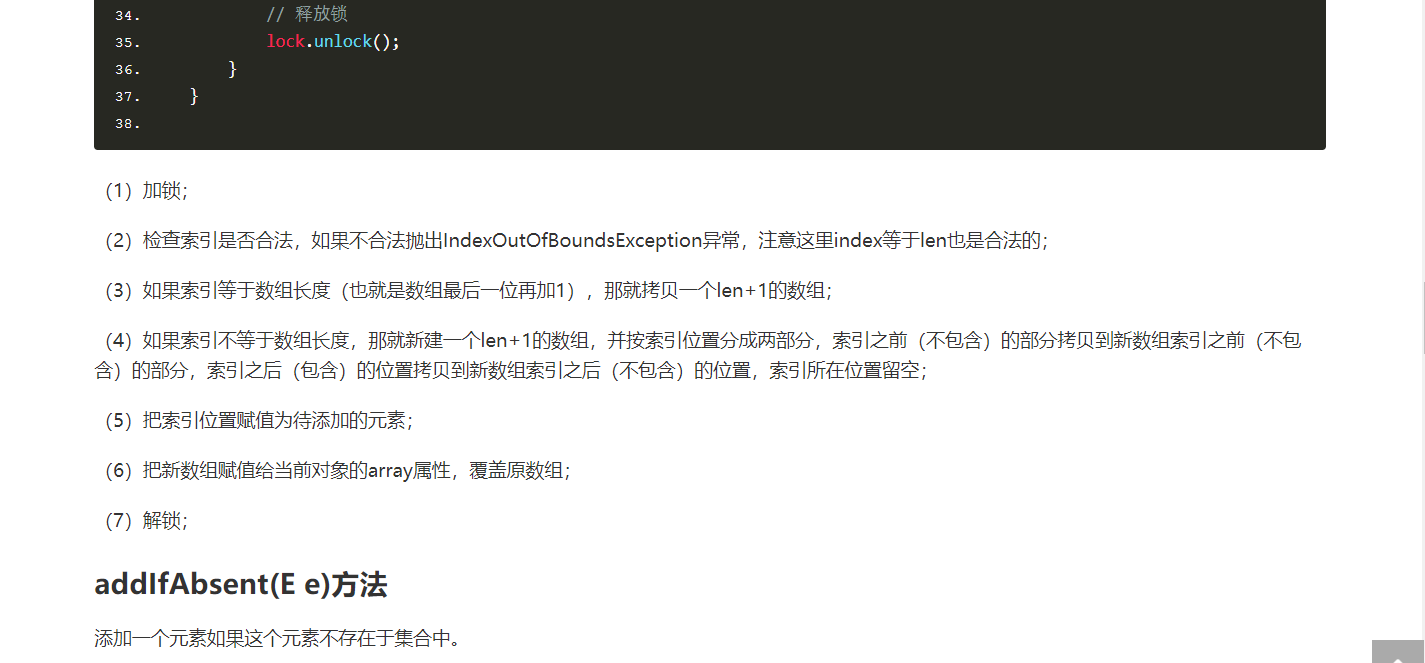 34. // 释放锁
35. lock.unlock();
36. }
37. }
38.
（1）加锁；
（2）检查索引是否合法，如果不合法抛出IndexOutOfBoundsException异常，注意这里index等于len也是合法的；
（3）如果索引等于数组长度（也就是数组最后一位再加1），那就拷贝一个len+1的数组；
（4）如果索引不等于数组长度，那就新建一个len+1的数组，并按索引位置分成两部分，索引之前（不包含）的部分拷贝到新数组索引之前（不包
含）的部分，索引之后（包含）的位置拷贝到新数组索引之后（不包含）的位置，索引所在位置留空；
（5）把索引位置赋值为待添加的元素；
（6）把新数组赋值给当前对象的array属性，覆盖原数组；
（7）解锁；
addIfAbsent(E e)方法
添加一个元素如果这个元素不存在于集合中。